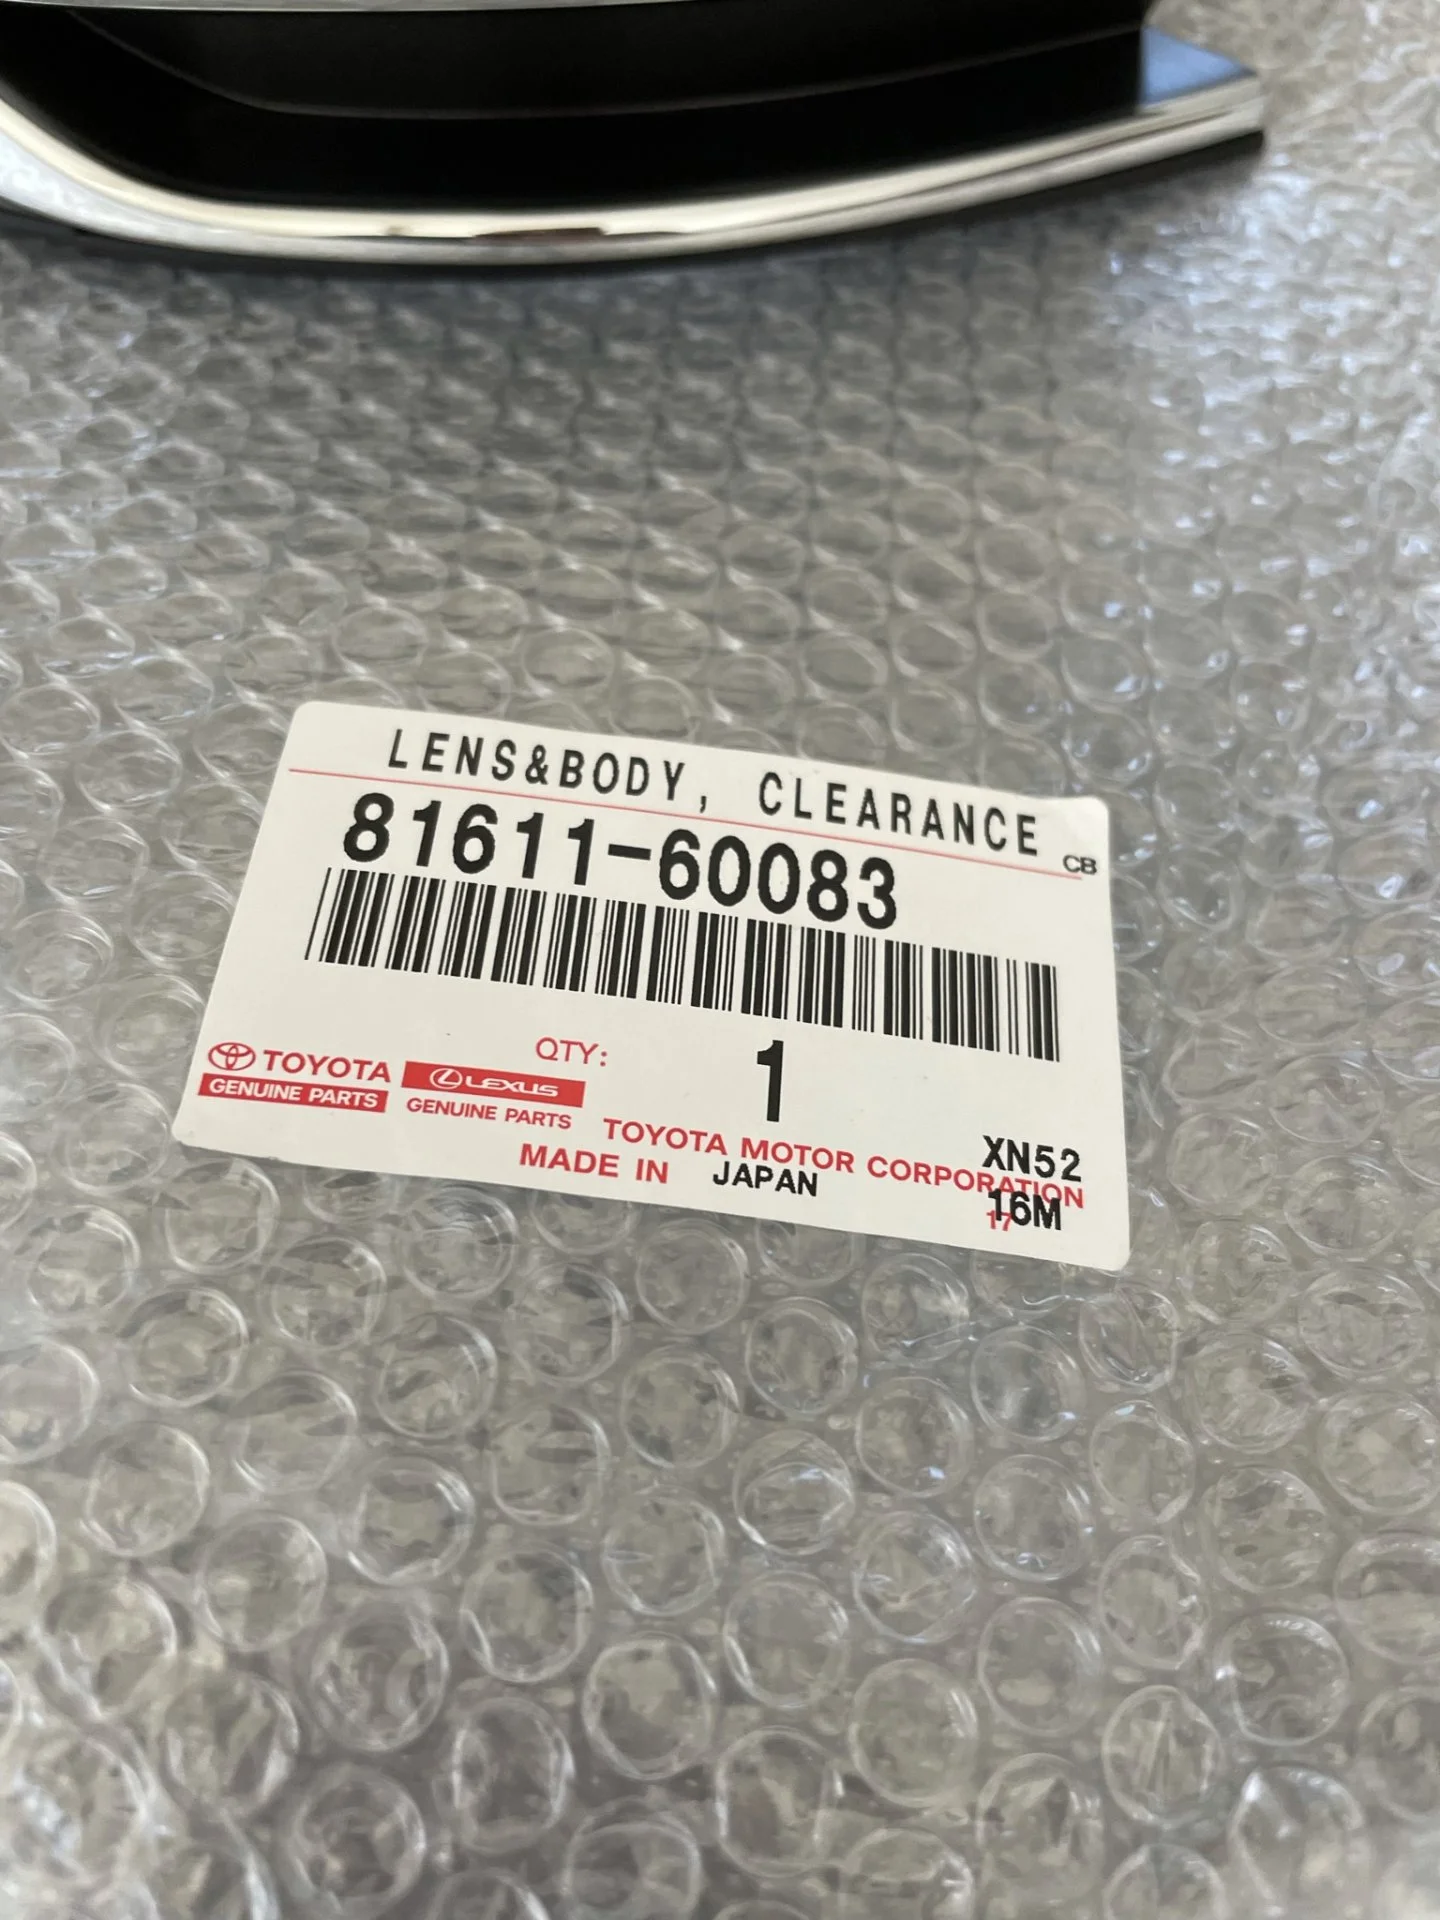 LENS&BODY, CLEARANCE
CB
81611-60083
QTY: 1
TOYOTA
GENUINE PARTS
LEXUS
GENUINE PARTS
TOYOTA MOTOR CORPORATION
XN52
MADE IN JAPAN
17
16M